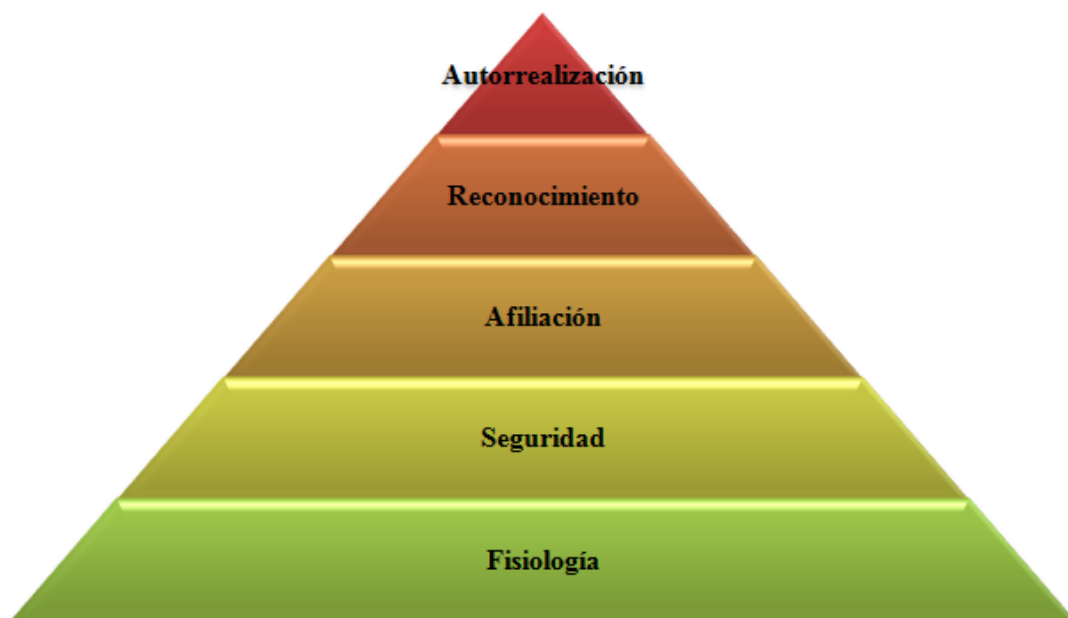 Autorrealización
Reconocimiento
Afiliación
Seguridad
Fisiología